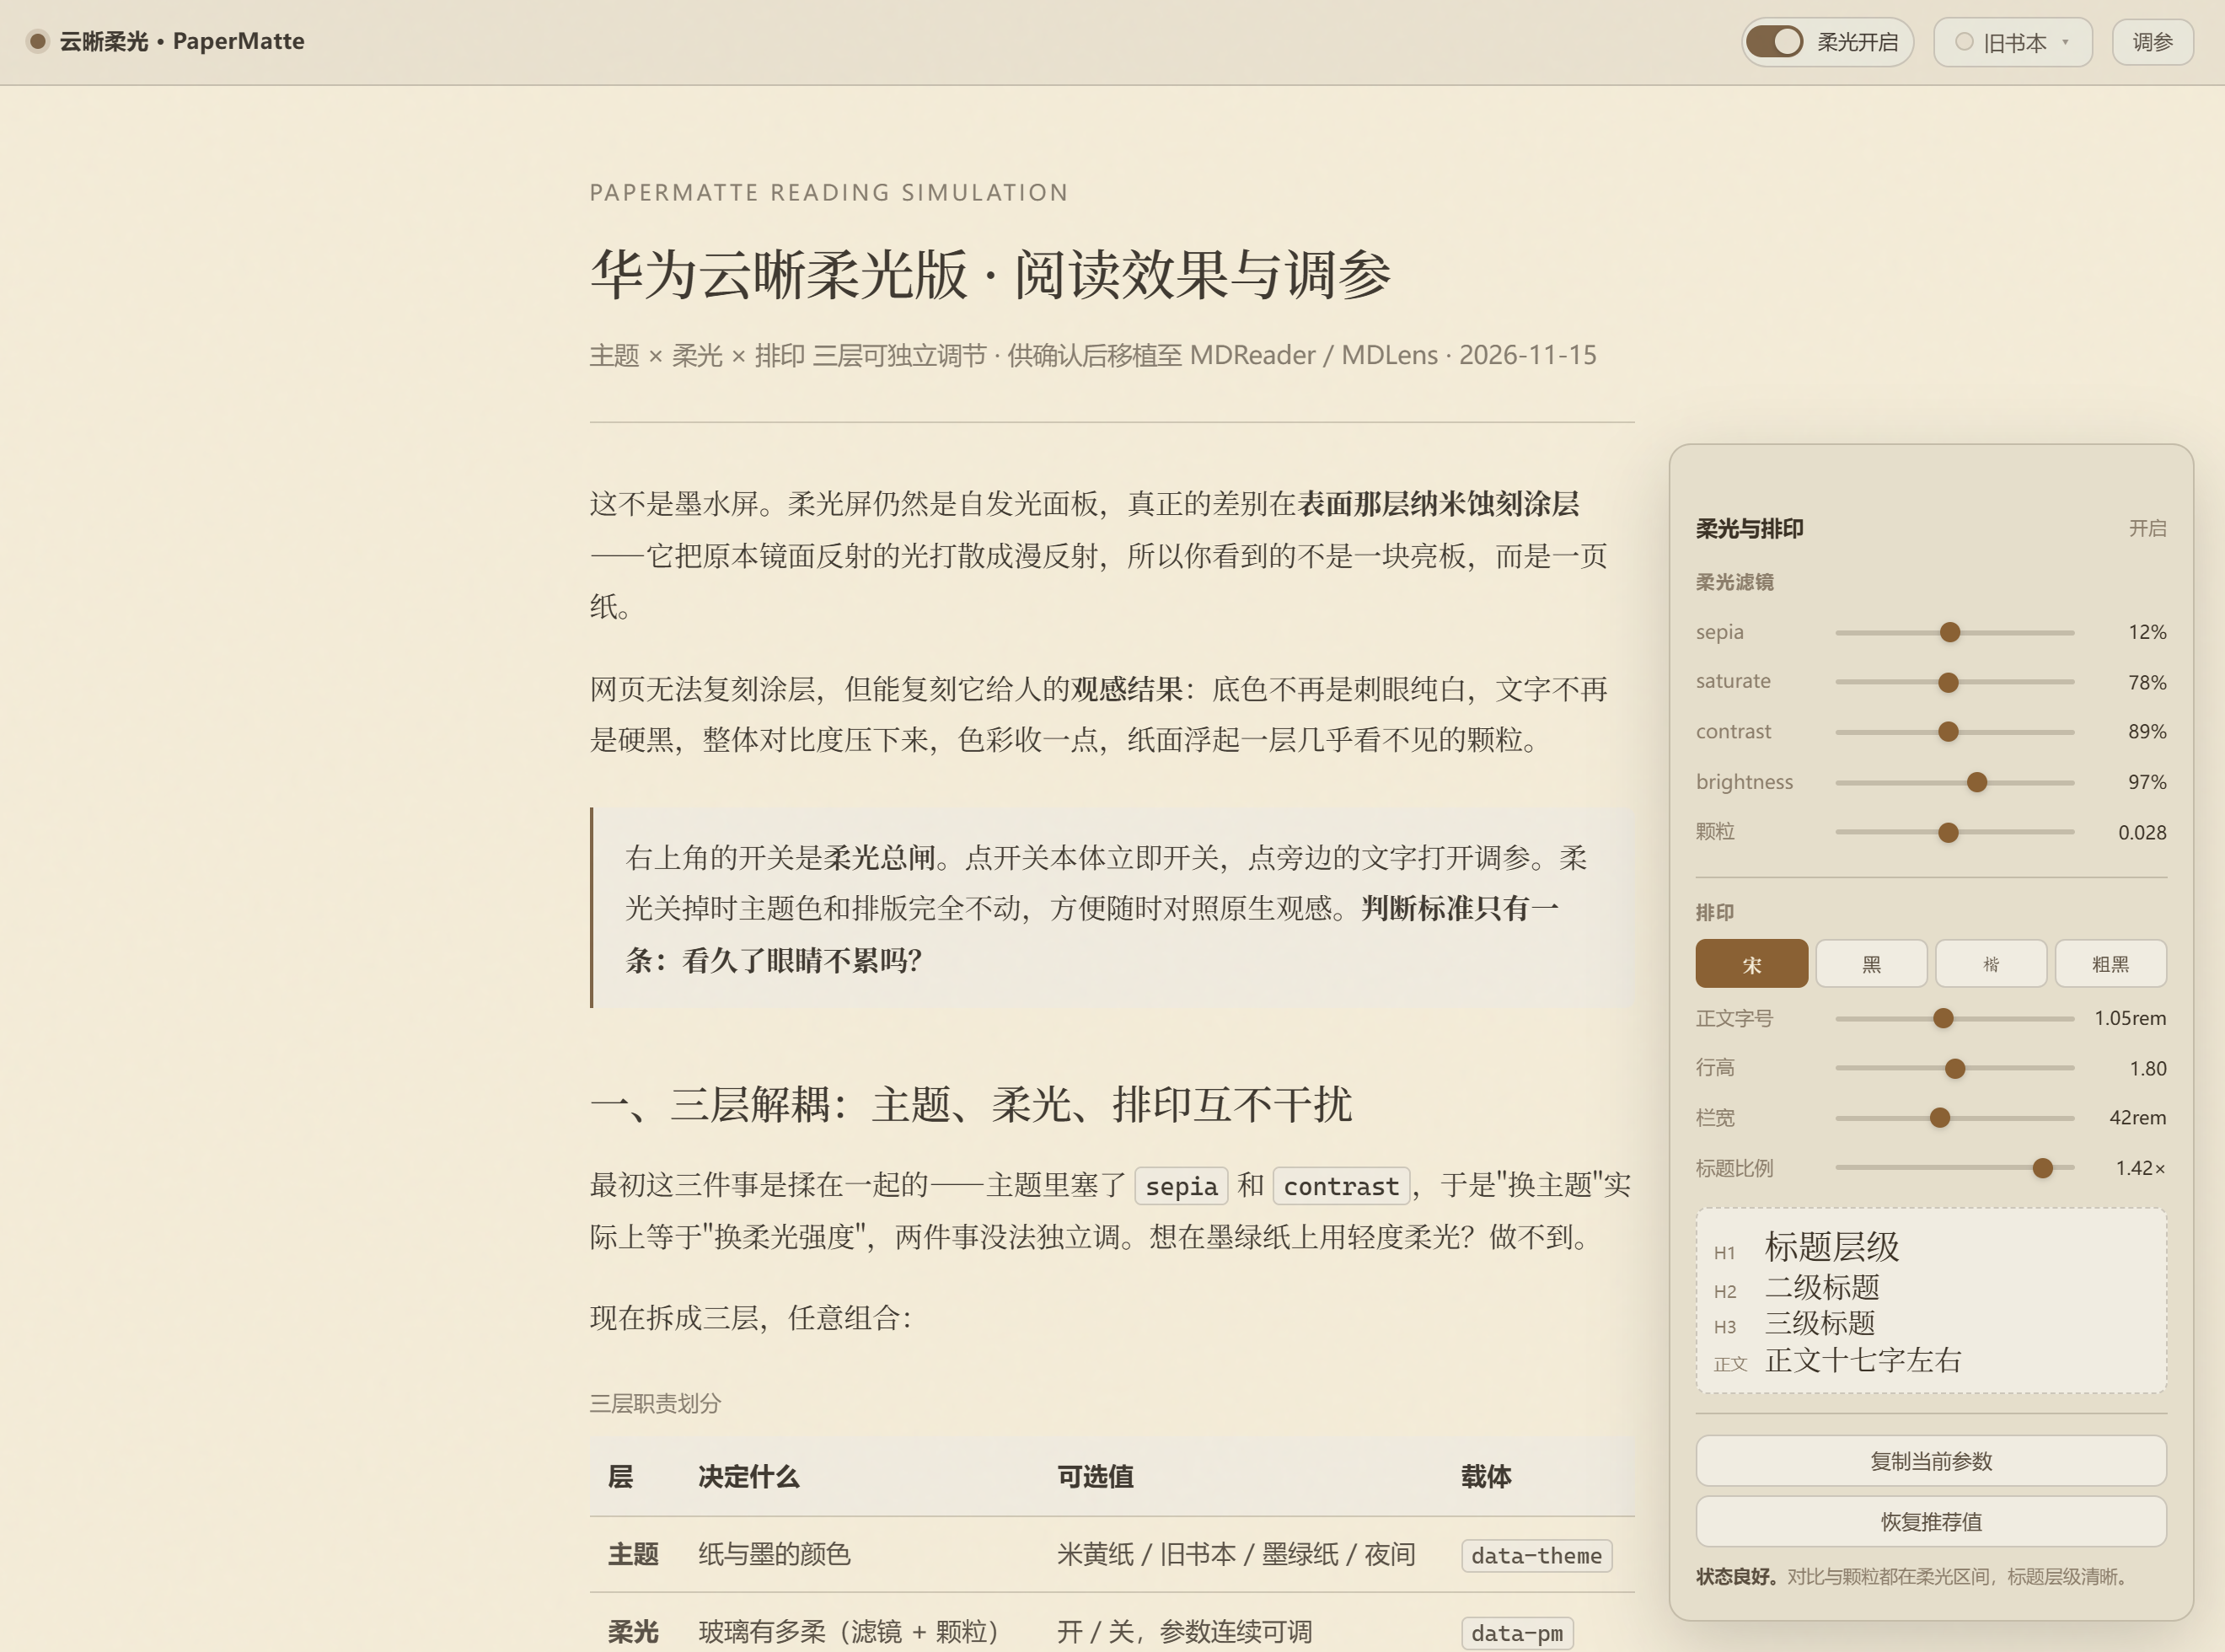 云晰柔光 • PaperMatte
柔光开启
旧书本
调参
PAPERMATTE READING SIMULATION
华为云晰柔光版 · 阅读效果与调参
主题 × 柔光 × 排印 三层可独立调节 · 供确认后移植至 MDReader / MDLens · 2026-11-15
这不是墨水屏。柔光屏仍然是自发光面板，真正的差别在表面那层纳米蚀刻涂层
——它把原本镜面反射的光打散成漫反射，所以你看到的不是一块亮板，而是一页
纸。
网页无法复刻涂层，但能复刻它给人的观感结果：底色不再是刺眼纯白，文字不再
是硬黑，整体对比度压下来，色彩收一点，纸面浮起一层几乎看不见的颗粒。
右上角的开关是柔光总闸。点开关本体立即开关，点旁边的文字打开调参。柔
光关掉时主题色和排版完全不动，方便随时对照原生观感。判断标准只有一
条：看久了眼睛不累吗？
一、三层解耦：主题、柔光、排印互不干扰
最初这三件事是揉在一起的——主题里塞了 sepia 和 contrast，于是"换主题"实
际上等于"换柔光强度"，两件事没法独立调。想在墨绿纸上用轻度柔光？做不到。
现在拆成三层，任意组合：
三层职责划分
层 决定什么 可选值 载体
主题 纸与墨的颜色 米黄纸 / 旧书本 / 墨绿纸 / 夜间 data-theme
柔光 玻璃有多柔（滤镜 + 颗粒） 开 / 关，参数连续可调 data-pm
柔光与排印 开启
柔光滤镜
sepia 12%
saturate 78%
contrast 89%
brightness 97%
颗粒 0.028
排印
宋 黑 楷 粗黑
正文字号 1.05rem
行高 1.80
栏宽 42rem
标题比例 1.42×
H1 标题层级
H2 二级标题
H3 三级标题
正文 正文十七字左右
复制当前参数
恢复推荐值
状态良好。对比与颗粒都在柔光区间，标题层级清晰。